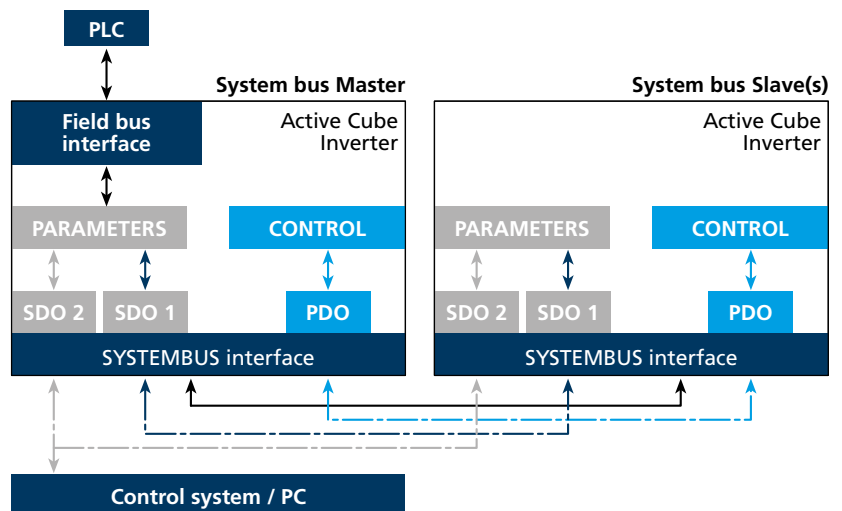 PLC
System bus Master
System bus Slave(s)
Field bus
interface
Active Cube
Inverter
Active Cube
Inverter
PARAMETERS
CONTROL
PARAMETERS
CONTROL
SDO 2
SDO 1
PDO
SDO 2
SDO 1
PDO
SYSTEMBUS interface
SYSTEMBUS interface
Control system / PC